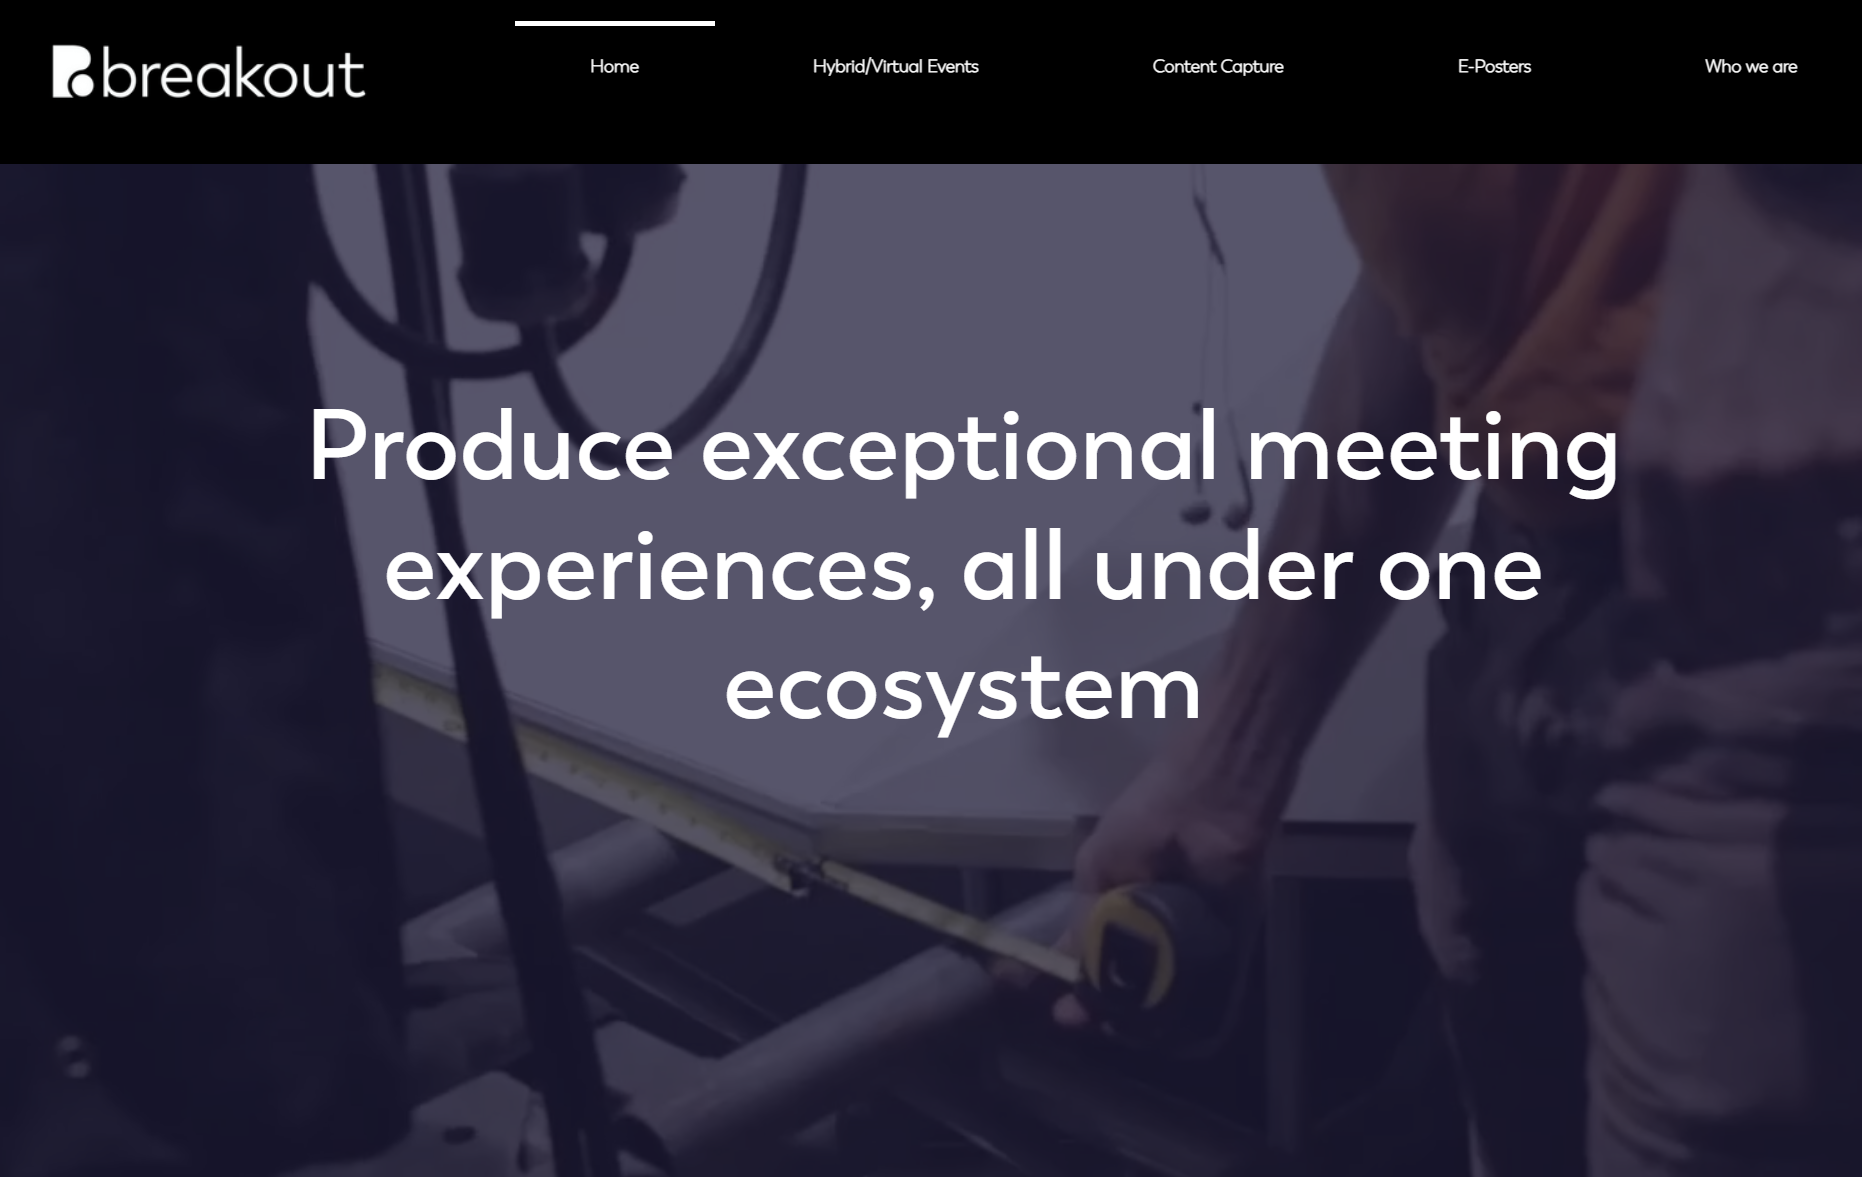 breakout
Home
Hybrid/Virtual Events
Content Capture
E-Posters
Who we are
Produce exceptional meeting
experiences, all under one
ecosystem